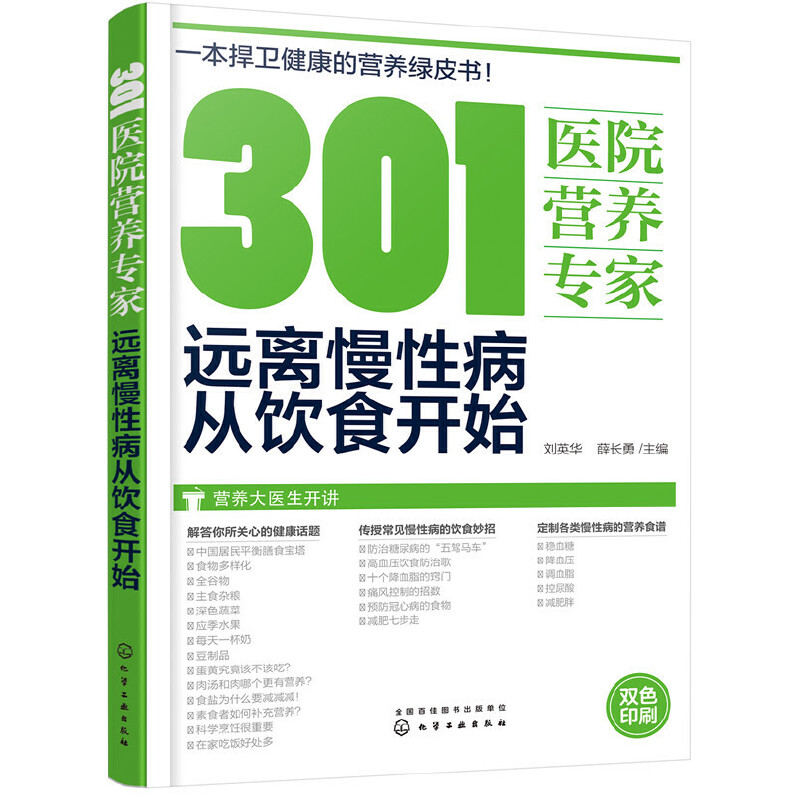 301医院营养专家
远离慢性病从饮食开始
化学工业出版社
一本捍卫健康的营养绿皮书!
301
医院
营养
专家
远离慢性病
从饮食开始
刘英华 薛长勇/主编
营养大医生开讲
解答你所关心的健康话题
中国居民平衡膳食宝塔
食物多样化
全谷物
主食杂粮
深色蔬菜
应季水果
每天一杯奶
豆制品
蛋黄究竟该不该吃?
肉汤和肉哪个更有营养?
食盐为什么要减减减!
素食者如何补充营养?
科学烹饪很重要
在家吃饭好处多
传授常见慢性病的饮食妙招
防治糖尿病的“五驾马车”
高血压饮食防治歌
十个降血脂的窍门
痛风控制的招数
预防冠心病的食物
减肥七步走
定制各类慢性病的营养食谱
稳血糖
降血压
调血脂
控尿酸
减肥胖
全国百佳图书出版单位
化学工业出版社
双色
印刷